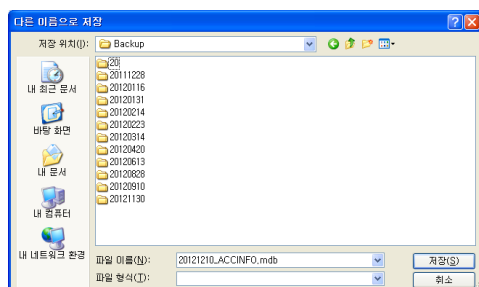 다른 이름으로 저장
저장 위치(I):
Backup
20
20111228
20120116
20120131
20120214
20120223
20120314
20120420
20120613
20120828
20120910
20121130
내 최근 문서
바탕 화면
내 문서
내 컴퓨터
내 네트워크 환경
파일 이름(N):
20121210_ACCINFO.mdb
저장(S)
파일 형식(T):
취소